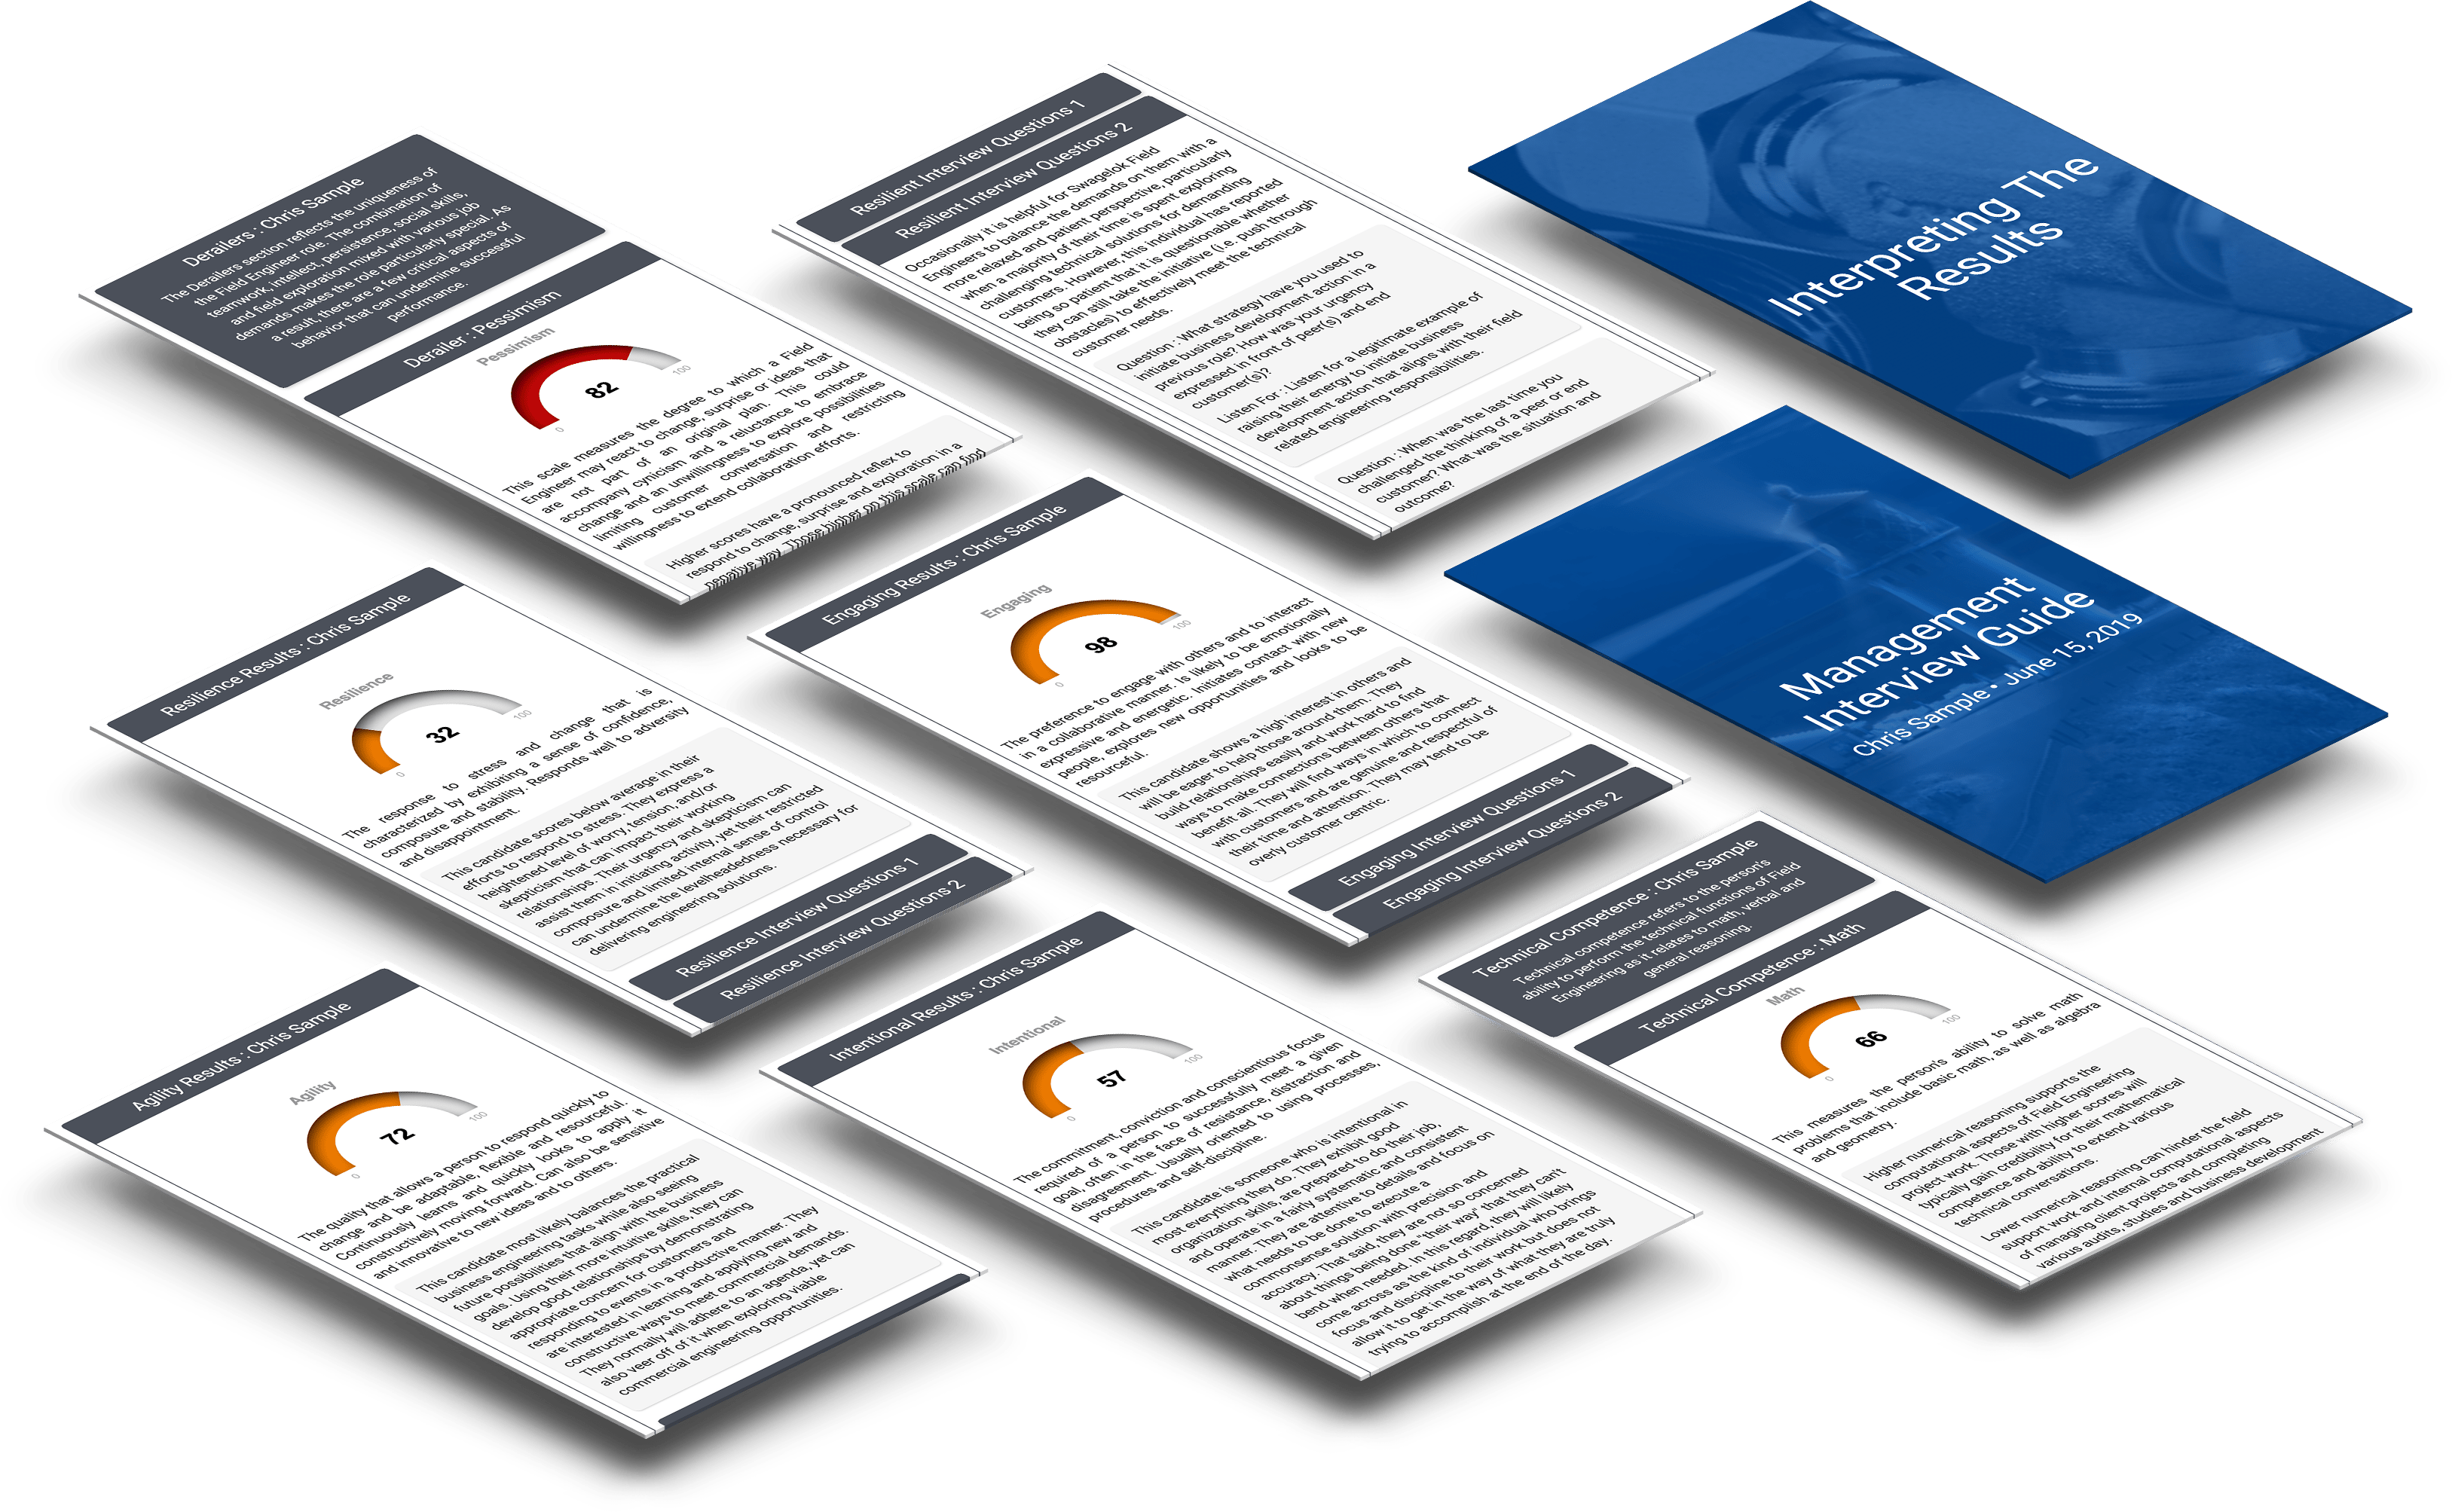 Derailers : Chris Sample
The Derailers section reflects the uniqueness of
the Field Engineer role. The combination of
teamwork, intellect, persistence, social skills,
and field exploration mixed with various job
demands makes the role particularly special. As
a result, there are a few critical aspects of
behavior that can undermine successful
performance.
Derailer : Pessimism
Pessimism
82
0
100
This scale measures the degree to which a Field
Engineer may react to change, surprise or ideas that
are not part of an original plan. This could
accompany cynicism and a reluctance to embrace
change and an unwillingness to explore possibilities
limiting customer conversation and restricting
willingness to extend collaboration efforts.
Higher scores have a pronounced reflex to
respond to change, surprise and exploration in a
negative way. Those higher on this scale can find
Resilient Interview Questions 1
Resilient Interview Questions 2
Occasionally it is helpful for Swagelok Field
Engineers to balance the demands on them with a
more relaxed and patient perspective, particularly
when a majority of their time is spent exploring
challenging technical solutions for demanding
customers. However, this individual has reported
being so patient that it is questionable whether
they can still take the initiative (i.e. push through
obstacles) to effectively meet the technical
customer needs.
Question : What strategy have you used to
initiate business development action in a
previous role? How was your urgency
expressed in front of peer(s) and end
customer(s)?
Listen For : Listen for a legitimate example of
raising their energy to initiate business
development action that aligns with their field
related engineering responsibilities.
Question : When was the last time you
changed the thinking of a peer or end
customer? What was the situation and
outcome?
Interpreting The
Results
Resilience Results : Chris Sample
Resilience
32
0
100
The response to stress and change that is
characterized by exhibiting a sense of confidence,
composure and stability. Responds well to adversity
and disappointment.
This candidate scores below average in their
efforts to respond to stress. They express a
heightened level of worry, tension, and/or
skepticism that can impact their working
relationships. Their urgency and skepticism can
assist them in initiating activity, yet their restricted
composure and limited internal sense of control
can undermine the levelheadedness necessary for
delivering engineering solutions.
Resilience Interview Questions 1
Resilience Interview Questions 2
Engaging Results : Chris Sample
Engaging
98
0
100
The preference to engage with others and to interact
in a collaborative manner. Is likely to be emotionally
expressive and energetic. Initiates contact with new
people, explores new opportunities and looks to be
resourceful.
This candidate shows a high interest in others and
will be eager to help those around them. They
build relationships easily and work hard to find
ways to make connections between others that
benefit all. They will find ways in which to connect
with customers and are genuine and respectful of
their time and attention. They may tend to be
overly customer centric.
Engaging Interview Questions 1
Engaging Interview Questions 2
Management
Interview Guide
Chris Sample • June 15, 2019
Agility Results : Chris Sample
Agility
72
0
100
The quality that allows a person to respond quickly to
change and be adaptable, flexible and resourceful.
Continuously learns and quickly looks to apply it
constructively moving forward. Can also be sensitive
and innovative to new ideas and to others.
This candidate most likely balances the practical
business engineering tasks while also seeing
future possibilities that align with the business
goals. Using their more intuitive skills, they can
develop good relationships by demonstrating
appropriate concern for customers and
responding to events in a productive manner. They
are interested in learning and applying new and
constructive ways to meet commercial demands.
They normally will adhere to an agenda, yet can
also veer off of it when exploring viable
commercial engineering opportunities.
Intentional Results : Chris Sample
Intentional
57
0
100
The commitment, conviction and conscientious focus
required of a person to successfully meet a given
goal, often in the face of resistance, distraction and
disagreement. Usually oriented to using processes,
procedures and self-discipline.
This candidate is someone who is intentional in
most everything they do. They exhibit good
organization skills, are prepared to do their job,
and operate in a fairly systematic and consistent
manner. They are attentive to details and focus on
what needs to be done to execute a
commonsense solution with precision and
accuracy. That said, they are not so concerned
about things being done "their way" that they can't
bend when needed. In this regard, they will likely
come across as the kind of individual who brings
focus and discipline to their work but does not
allow it to get in the way of what they are truly
trying to accomplish at the end of the day.
Technical Competence : Chris Sample
Technical competence refers to the person's
ability to perform the technical functions of Field
Engineering as it relates to math, verbal and
general reasoning.
Technical Competence : Math
Math
66
0
100
This measures the person's ability to solve math
problems that include basic math, as well as algebra
and geometry.
Higher numerical reasoning supports the
computational aspects of Field Engineering
project work. Those with higher scores will
typically gain credibility for their mathematical
competence and ability to extend various
technical conversations.
Lower numerical reasoning can hinder the field
support work and internal computational aspects
of managing client projects and completing
various audits, studies and business development